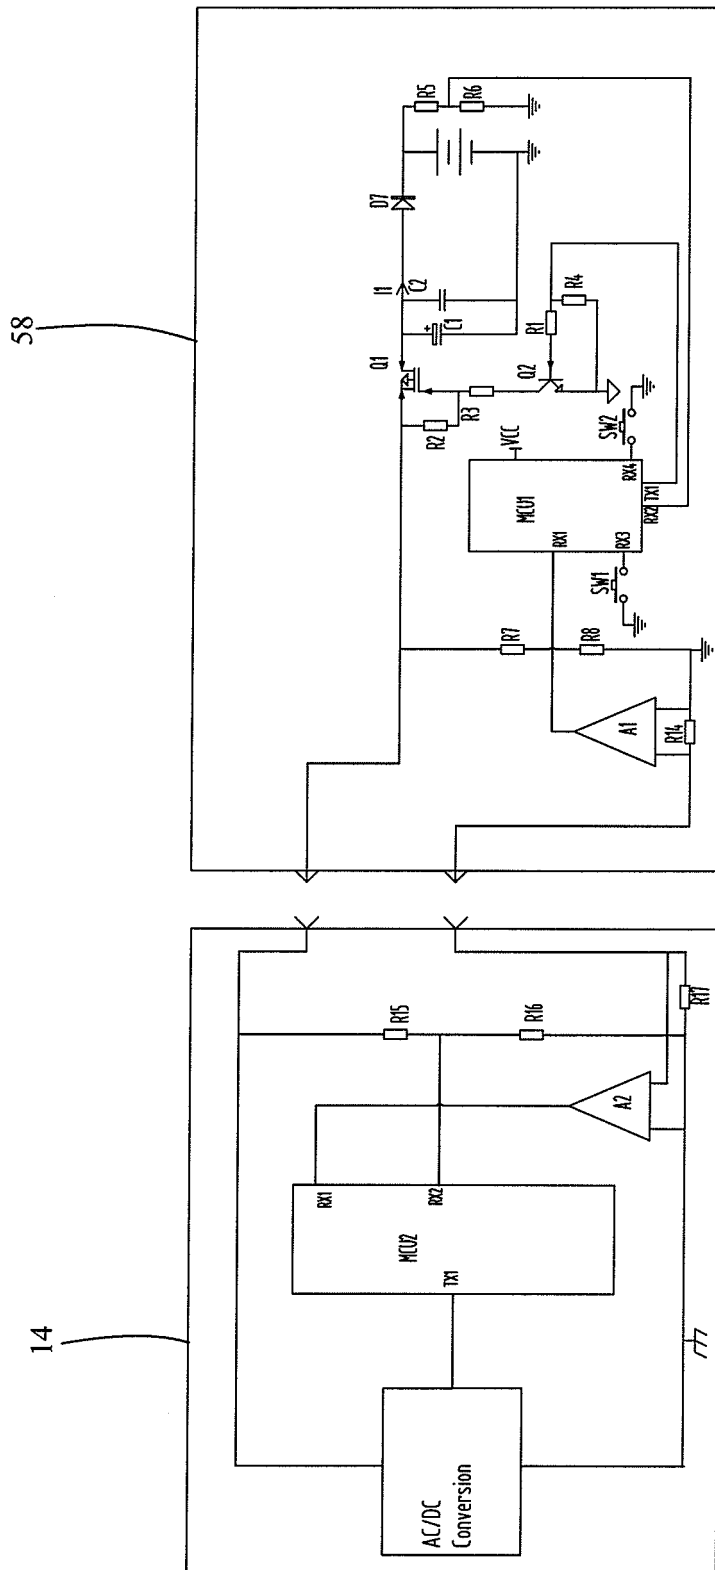 58
R5
R6
D7
I1
C2
C1
Q1
R1
R4
Q2
R3
R2
VCC
SW2
MCU1
RX4
TX1
RX2
RX1
RX3
SW1
R7
R8
A1
R14
14
R15
R16
R17
A2
RX1
RX2
MCU2
TX1
AC/DC
Conversion